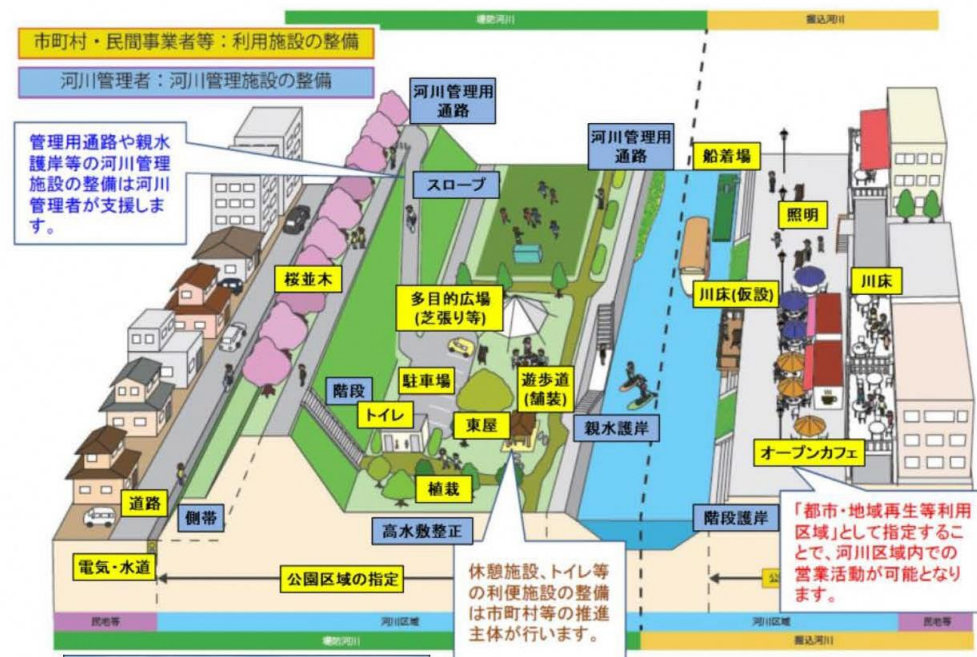 堤防河川
掘込河川
市町村・民間事業者等：利用施設の整備
河川管理者：河川管理施設の整備
管理用通路や親水
護岸等の河川管理
施設の整備は河川
管理者が支援しま
す。
河川管理用
通路
スロープ
河川管理用
通路
船着場
照明
桜並木
多目的広場
(芝張り等)
川床(仮設)
川床
階段
駐車場
トイレ
遊歩道
(舗装)
東屋
親水護岸
オープンカフェ
植栽
道路
側帯
高水敷整正
階段護岸
「都市・地域再生等利用
区域」として指定するこ
とで、河川区域内での
営業活動が可能となり
ます。
電気・水道
公園区域の指定
公
休憩施設、トイレ等
の利便施設の整備
は市町村等の推進
主体が行います。
民地等
河川区域
河川区域
民地等
堤防河川
掘込河川